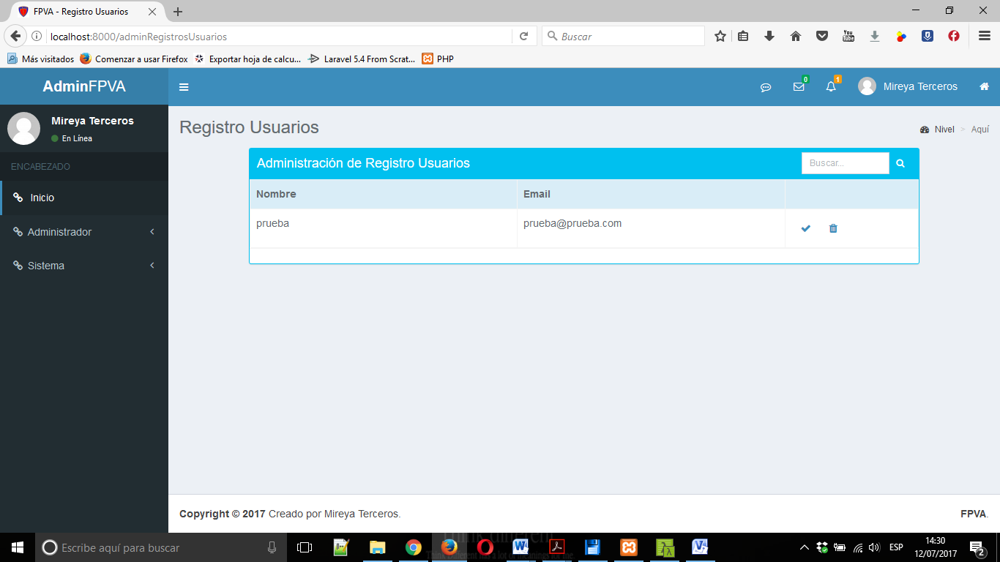 FPVA - Registro Usuarios
localhost:8000/adminRegistrosUsuarios
Buscar
You
Tube
Más visitados Comenzar a usar Firefox Exportar hoja de calcu... Laravel 5.4 From Scrat... PHP
AdminFPVA
0
1
Mireya Terceros
Mireya Terceros
En Línea
Registro Usuarios
Nivel > Aquí
ENCABEZADO
Inicio
Administrador
Sistema
Administración de Registro Usuarios
Buscar...
Nombre Email
prueba prueba@prueba.com
Copyright © 2017 Creado por Mireya Terceros.
FPVA.
Escribe aquí para buscar
ESP
14:30
12/07/2017
2